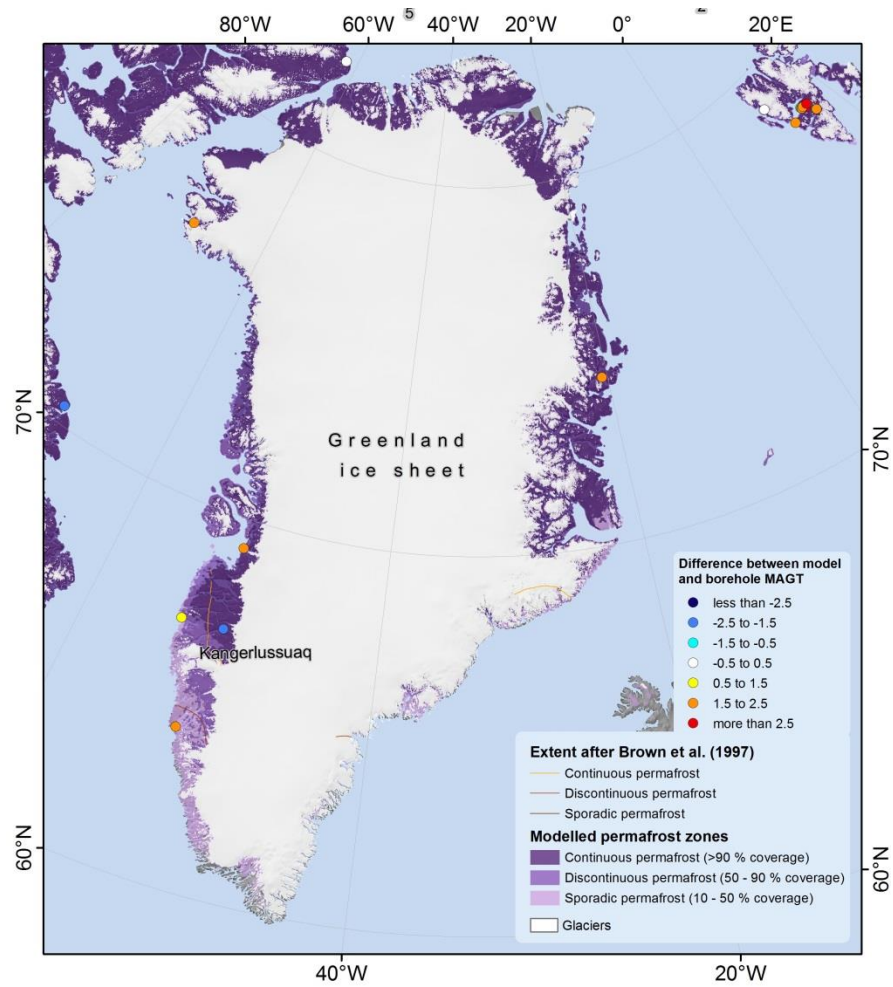 5
2
80°W 60°W 40°W 20°W 0° 20°E
70°N
70°N
Greenland
ice sheet
Kangerlussuaq
Difference between model
and borehole MAGT
less than -2.5
-2.5 to -1.5
-1.5 to -0.5
-0.5 to 0.5
0.5 to 1.5
1.5 to 2.5
more than 2.5
Extent after Brown et al. (1997)
Continuous permafrost
Discontinuous permafrost
Sporadic permafrost
Modelled permafrost zones
Continuous permafrost (>90 % coverage)
Discontinuous permafrost (50 - 90 % coverage)
Sporadic permafrost (10 - 50 % coverage)
Glaciers
60°N
60°N
40°W 20°W